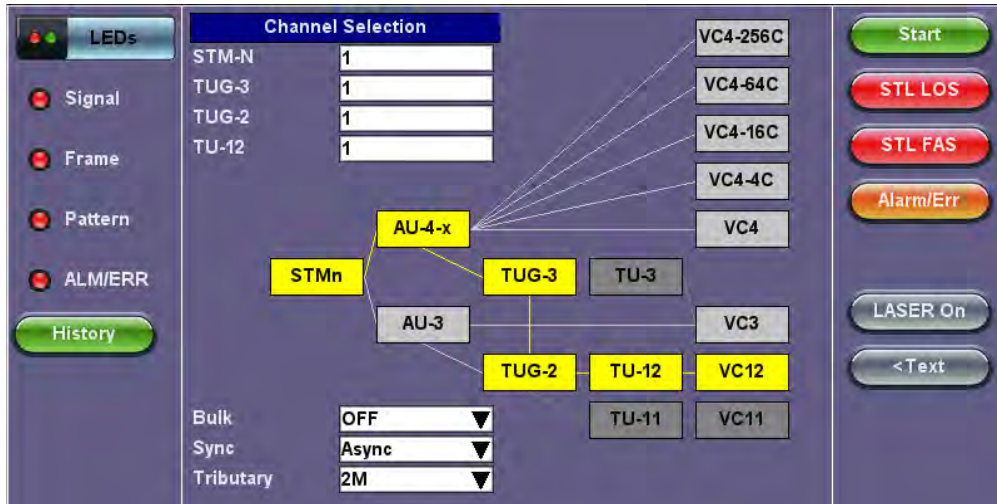 LEDs
Signal
Frame
Pattern
ALM/ERR
History
Channel Selection
STM-N 1
TUG-3 1
TUG-2 1
TU-12 1
VC4-256C
VC4-64C
VC4-16C
VC4-4C
AU-4-x VC4
STMn TUG-3 TU-3
AU-3 VC3
TUG-2 TU-12 VC12
TU-11 VC11
Bulk OFF
Sync Async
Tributary 2M
Start
STL LOS
STL FAS
Alarm/Err
LASER On
<Text